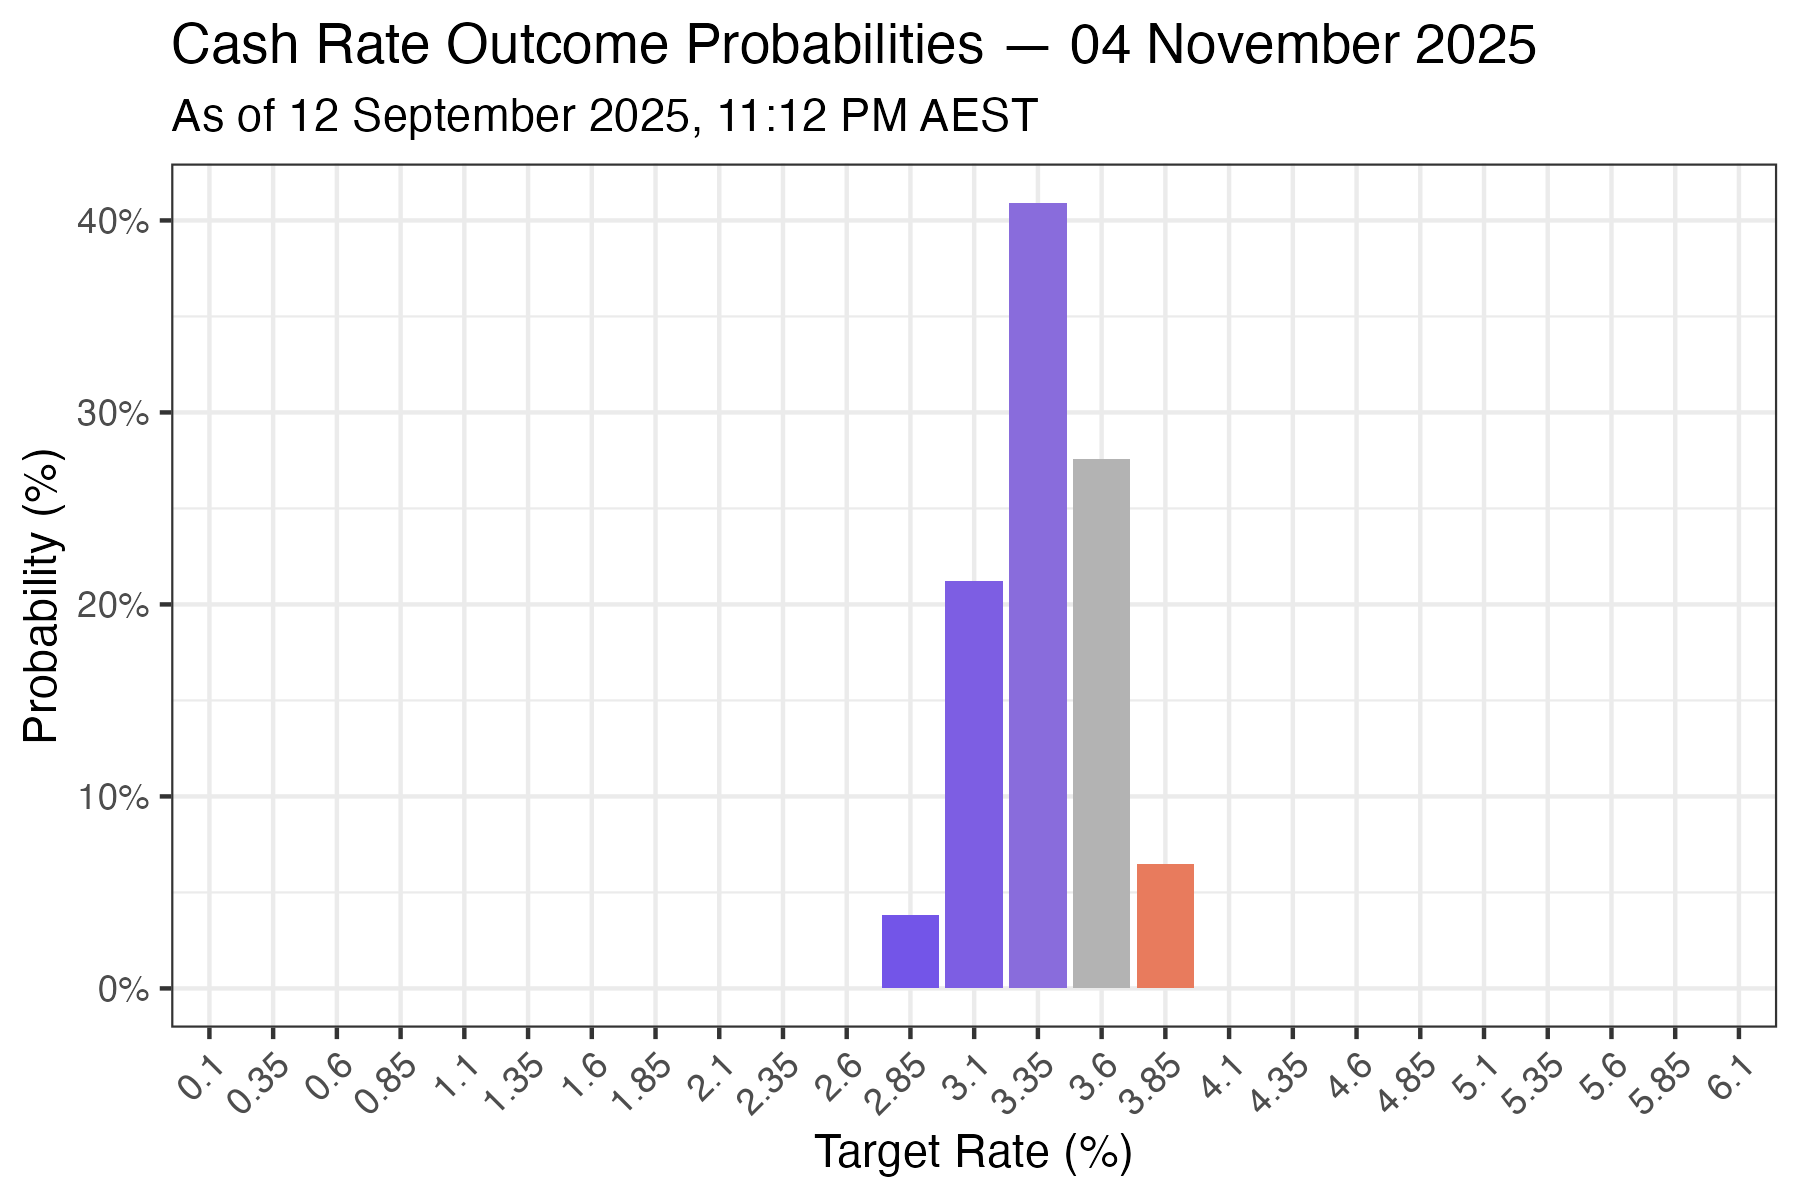 Cash Rate Outcome Probabilities — 04 November 2025
As of 12 September 2025, 11:12 PM AEST
Probability (%)
40%
30%
20%
10%
0%
0.1 0.35 0.6 0.85 1.1 1.35 1.6 1.85 2.1 2.35 2.6 2.85 3.1 3.35 3.6 3.85 4.1 4.35 4.6 4.85 5.1 5.35 5.6 5.85 6.1
Target Rate (%)